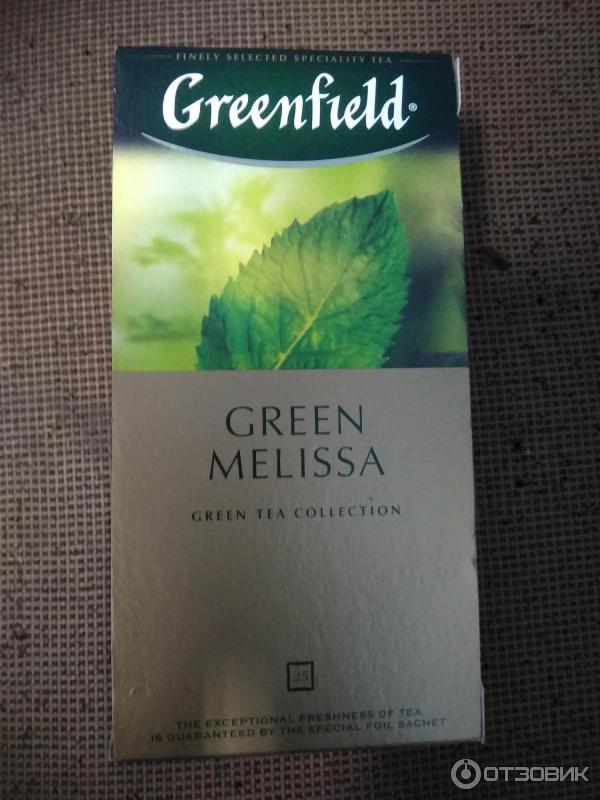 FINELY SELECTED SPECIALITY TEA
Greenfield®
GREEN
MELISSA
GREEN TEA COLLECTION
25
THE EXCEPTIONAL FRESHNESS OF TEA
IS GUARANTEED BY THE SPECIAL FOIL SACHET
ОТЗОВИК